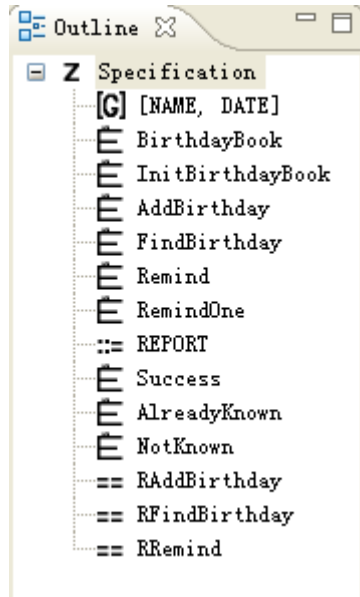 Outline
Z Specification
[G] [NAME, DATE]
BirthdayBook
InitBirthdayBook
AddBirthday
FindBirthday
Remind
RemindOne
::= REPORT
Success
AlreadyKnown
NotKnown
== RAddBirthday
== RFindBirthday
== RRemind